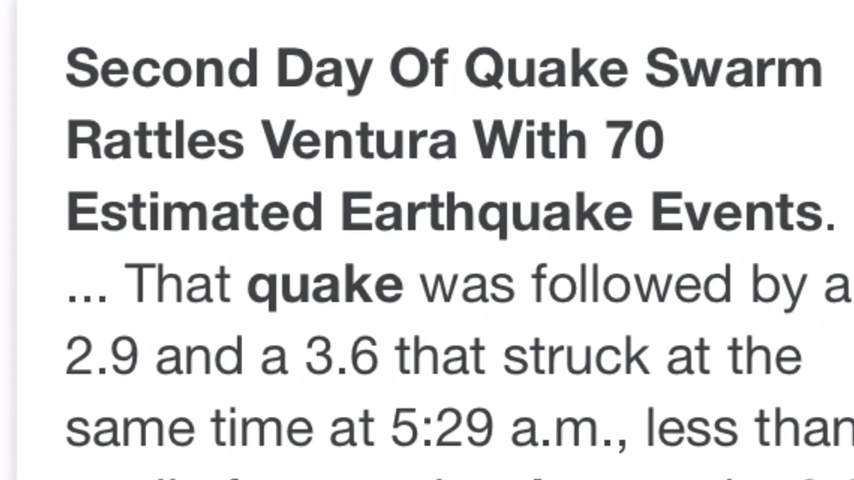 Second Day Of Quake Swarm
Rattles Ventura With 70
Estimated Earthquake Events.
... That quake was followed by a
2.9 and a 3.6 that struck at the
same time at 5:29 a.m., less than